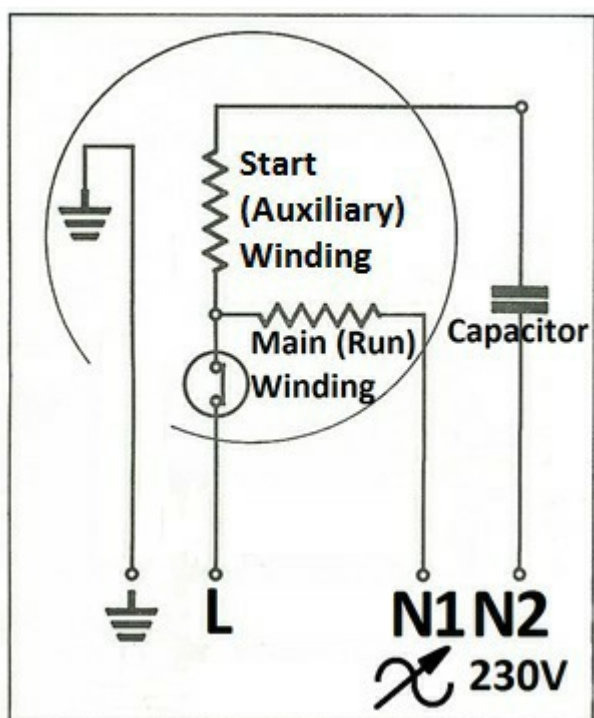 Start
(Auxiliary)
Winding
Capacitor
Main (Run)
Winding
L
N1 N2
230V